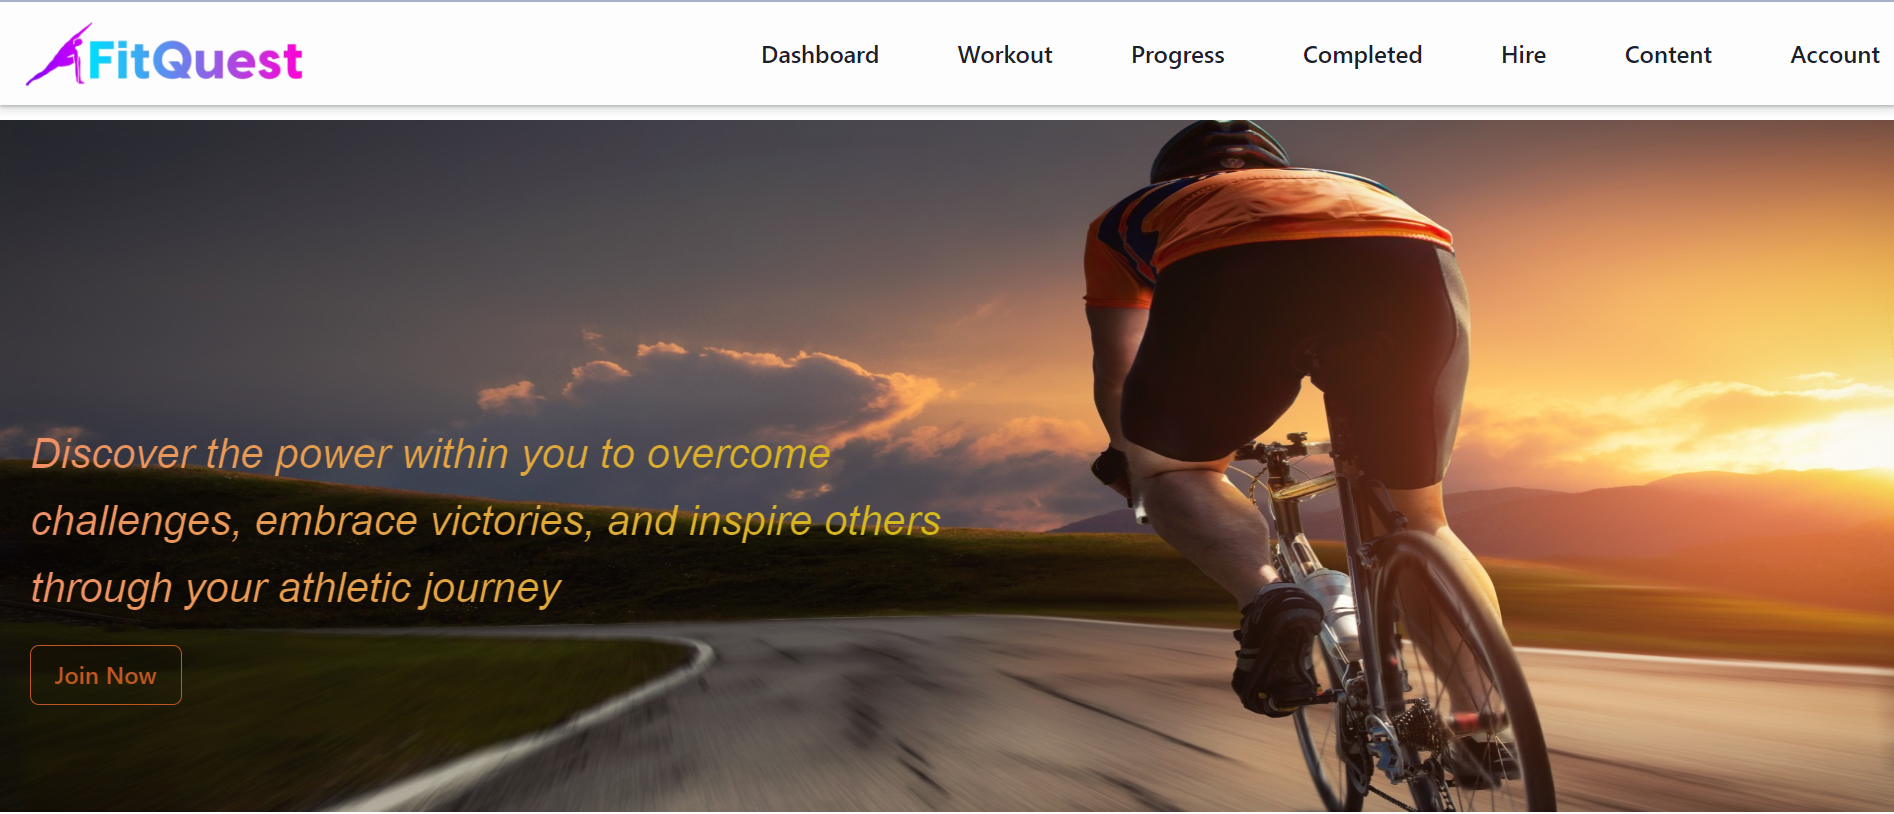 FitQuest
Dashboard Workout Progress Completed Hire Content Account
Discover the power within you to overcome
challenges, embrace victories, and inspire others
through your athletic journey
Join Now